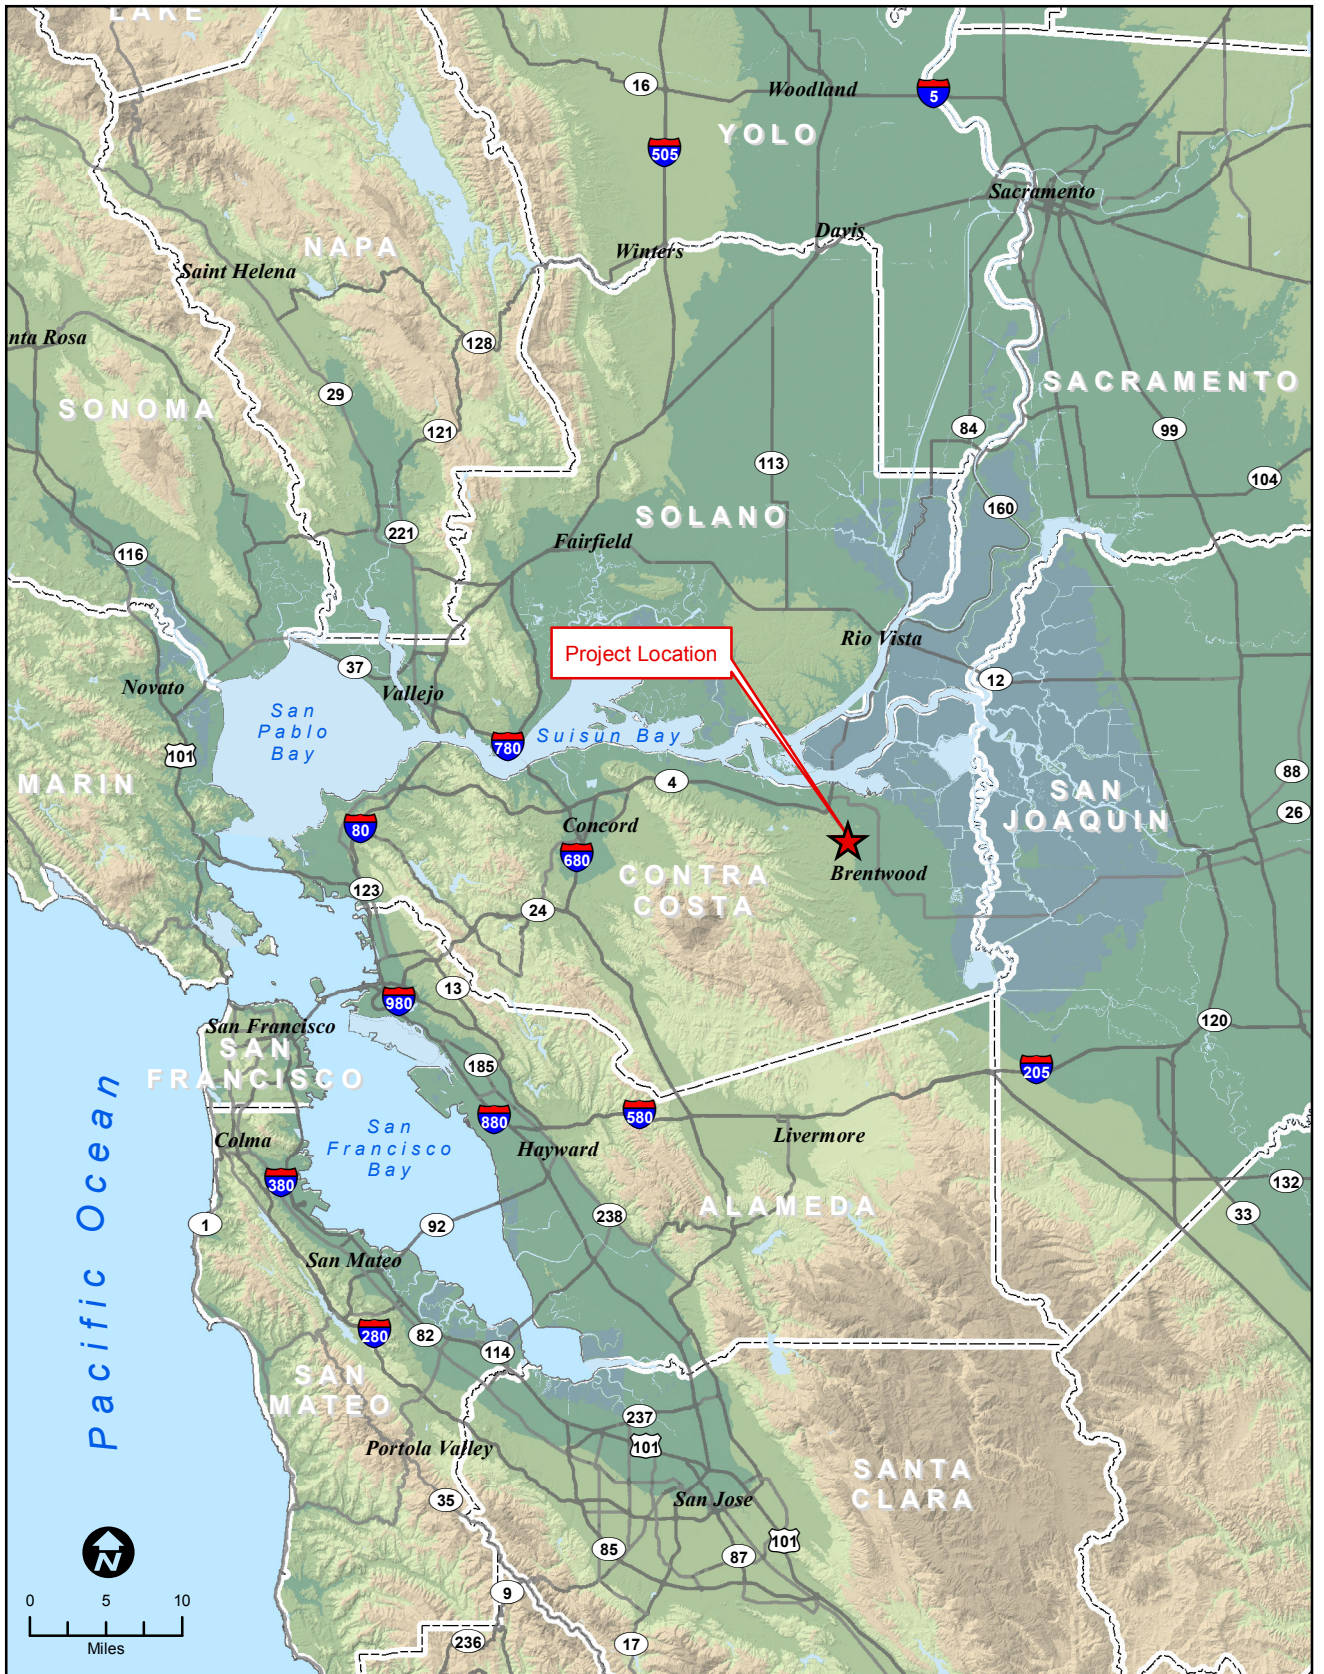 LAKE
16
Woodland
5
YOLO
505
Sacramento
Davis
Winters
NAPA
Saint Helena
nta Rosa
128
29
SACRAMENTO
SONOMA
121
84
99
113
104
160
SOLANO
221
Fairfield
116
Rio Vista
Project Location
37
12
Novato
Vallejo
San
Pablo
Bay
101
780
Suisun Bay
4
88
MARIN
SAN
JOAQUIN
26
80
Concord
680
CONTRA
COSTA
Brentwood
123
24
13
980
San Francisco
SAN
FRANCISCO
120
185
205
580
880
San
Francisco
Bay
Hayward
Livermore
Colma
380
132
ALAMEDA
33
1
92
238
San Mateo
Pacific Ocean
280
82
114
SAN
MATEO
237
101
Portola Valley
SANTA
CLARA
35
San Jose
101
85
87
N
9
0 5 10
Miles
236
17